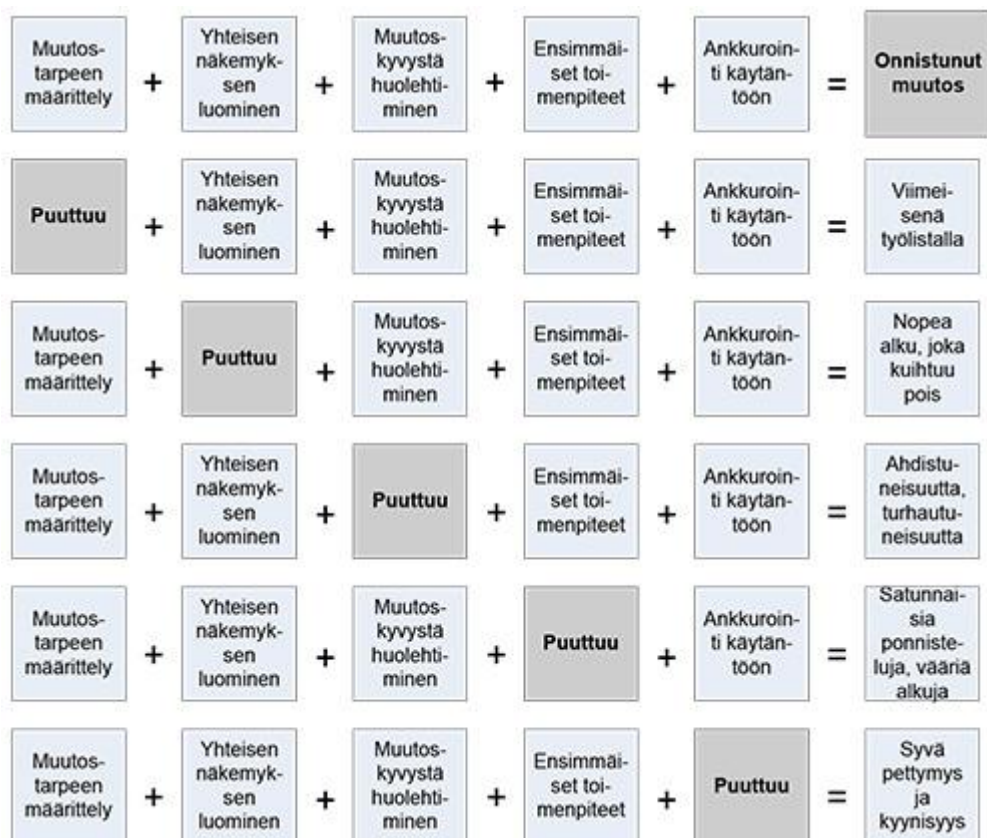 Muutos-
tarpeen
määrittely
+
Yhteisen
näkemyk-
sen
luominen
+
Muutos-
kyvystä
huolehti-
minen
+
Ensimmäi-
set toi-
menpiteet
+
Ankkuroin-
ti käytän-
töön
=
Onnistunut
muutos
Puuttuu
+
Yhteisen
näkemyk-
sen
luominen
+
Muutos-
kyvystä
huolehti-
minen
+
Ensimmäi-
set toi-
menpiteet
+
Ankkuroin-
ti käytän-
töön
=
Viimei-
senä
työlistalla
Muutos-
tarpeen
määrittely
+
Puuttuu
+
Muutos-
kyvystä
huolehti-
minen
+
Ensimmäi-
set toi-
menpiteet
+
Ankkuroin-
ti käytän-
töön
=
Nopea
alku, joka
kuihtuu
pois
Muutos-
tarpeen
määrittely
+
Yhteisen
näkemyk-
sen
luominen
+
Puuttuu
+
Ensimmäi-
set toi-
menpiteet
+
Ankkuroin-
ti käytän-
töön
=
Ahdistu-
neisuutta,
turhautu-
neisuutta
Muutos-
tarpeen
määrittely
+
Yhteisen
näkemyk-
sen
luominen
+
Muutos-
kyvystä
huolehti-
minen
+
Puuttuu
+
Ankkuroin-
ti käytän-
töön
=
Satunnai-
sia
ponniste-
luja, vääriä
alkuja
Muutos-
tarpeen
määrittely
+
Yhteisen
näkemyk-
sen
luominen
+
Muutos-
kyvystä
huolehti-
minen
+
Ensimmäi-
set toi-
menpiteet
+
Puuttuu
=
Syvä
pettymys
ja
kyynisyys